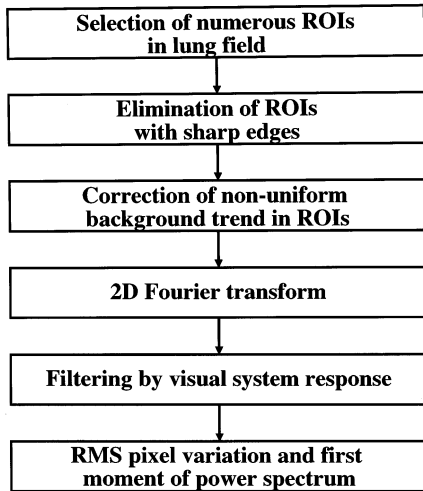 Selection of numerous ROIs
in lung field
Elimination of ROIs
with sharp edges
Correction of non-uniform
background trend in ROIs
2D Fourier transform
Filtering by visual system response
RMS pixel variation and first
moment of power spectrum